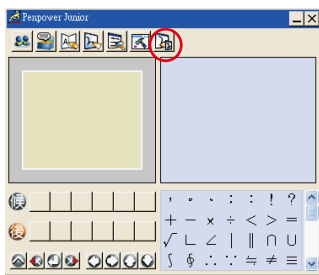 Penpower Junior
候
, 。 、 ; : ! ?
後
+ − × ÷ < > =
√ ∟ ∠ | ∥ ∩ ∪
∫ ∮ ∴ ∵ ≒ ≠ ≡